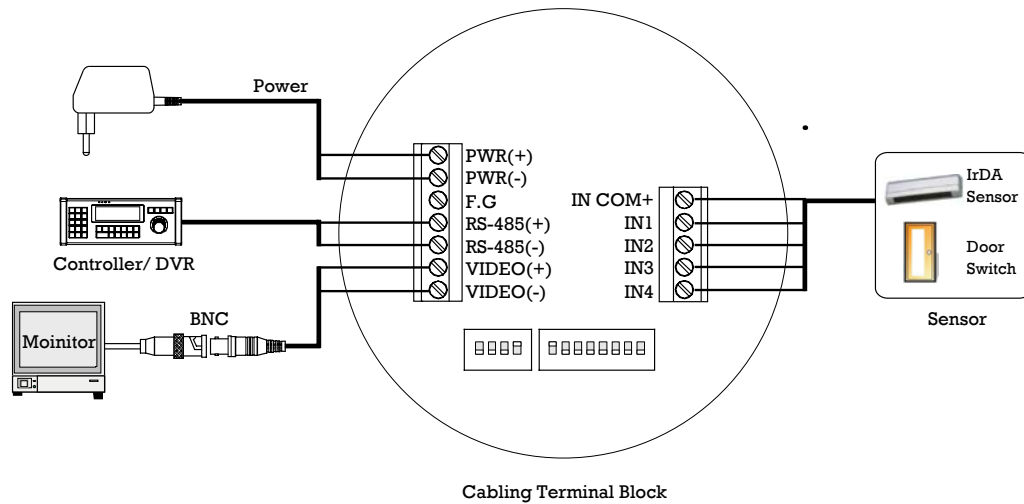 Power
PWR(+)
PWR(-)
F.G
RS-485(+)
RS-485(-)
VIDEO(+)
VIDEO(-)
Controller/ DVR
BNC
Moinitor
IN COM+
IN1
IN2
IN3
IN4
IrDA
Sensor
Door
Switch
Sensor
Cabling Terminal Block